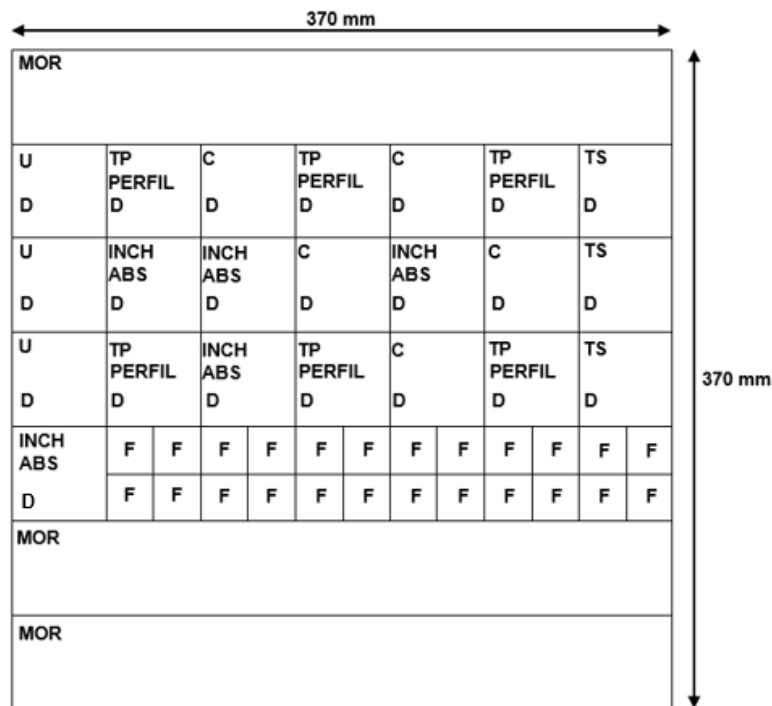 370 mm
MOR
U TP C TP C TP TS
PERFIL PERFIL PERFIL
D D D D D D D
U INCH INCH C INCH C TS
ABS ABS ABS
D D D D D D D
U TP INCH TP C TP TS
PERFIL ABS PERFIL PERFIL
D D D D D D D
370 mm
INCH F F F F F F F F F F F F
ABS
D F F F F F F F F F F F F
MOR
MOR